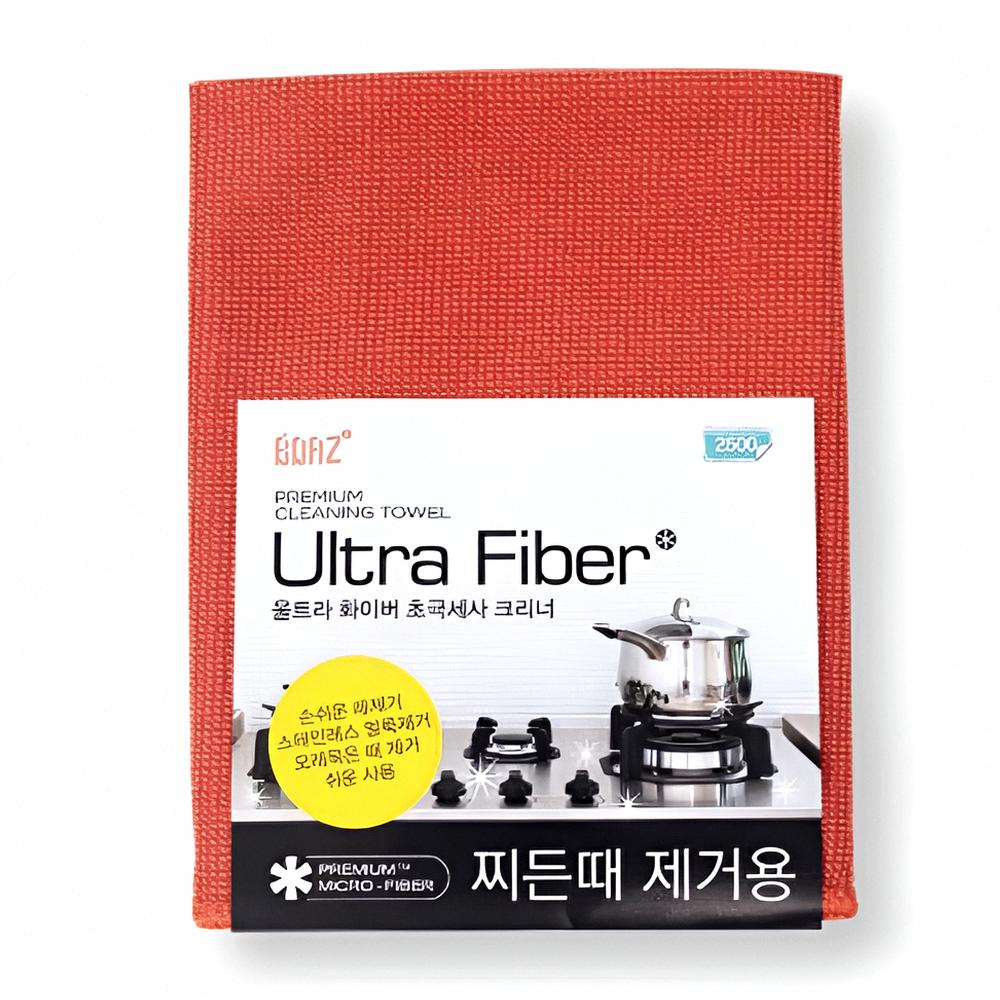 2500
PREMIUM
CLEANING TOWEL
Ultra Fiber
울트라 화이버 초극세사 크리너
손쉬운 때제거
스테인레스 얼룩제거
오래묵은 때 제거
쉬운 사용
PREMIUM
MICRO-FIBER
찌든때 제거용